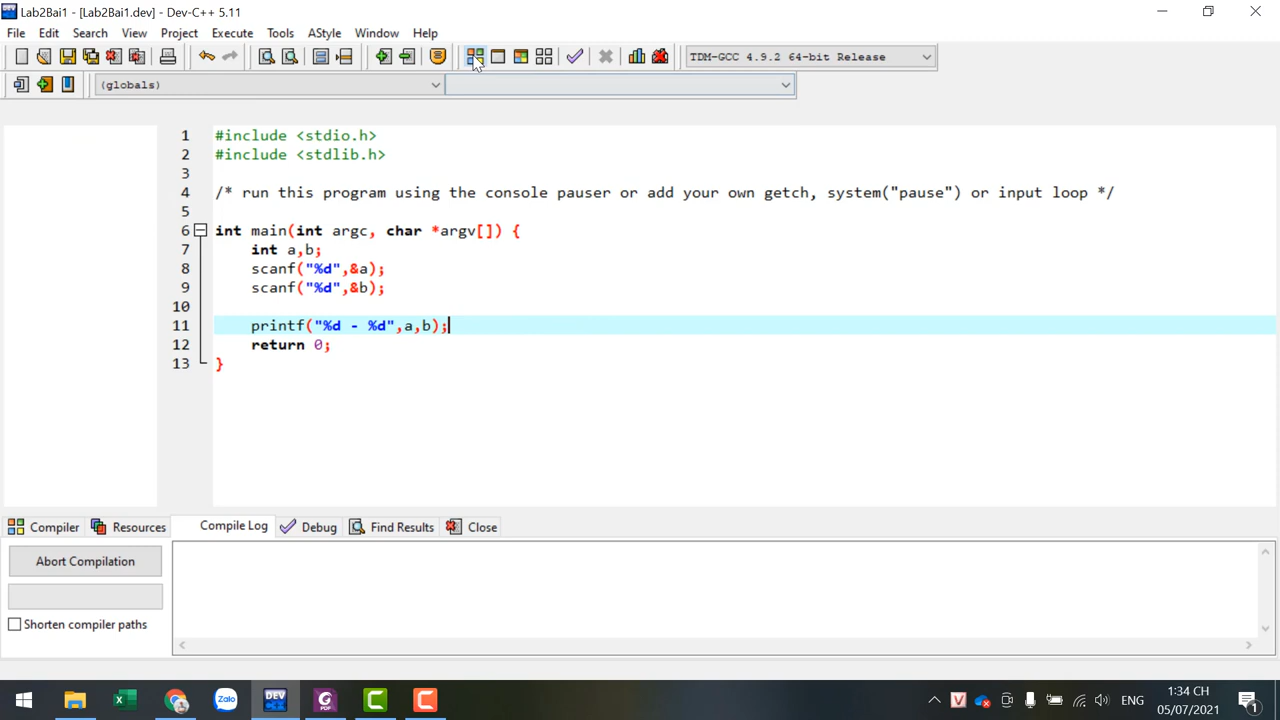 Lab2Bai1 - [Lab2Bai1.dev] - Dev-C++ 5.11
File Edit Search View Project Execute Tools AStyle Window Help
TDM-GCC 4.9.2 64-bit Release
(globals)
1 #include <stdio.h>
2 #include <stdlib.h>
3
4 /* run this program using the console pauser or add your own getch, system("pause") or input loop */
5
6 int main(int argc, char *argv[]) {
7 int a,b;
8 scanf("%d",&a);
9 scanf("%d",&b);
10
11 printf("%d - %d",a,b);
12 return 0;
13 }
Compiler Resources Compile Log Debug Find Results Close
Abort Compilation
Shorten compiler paths
DEV
PDF
ENG
1:34 CH
05/07/2021
Zalo
1